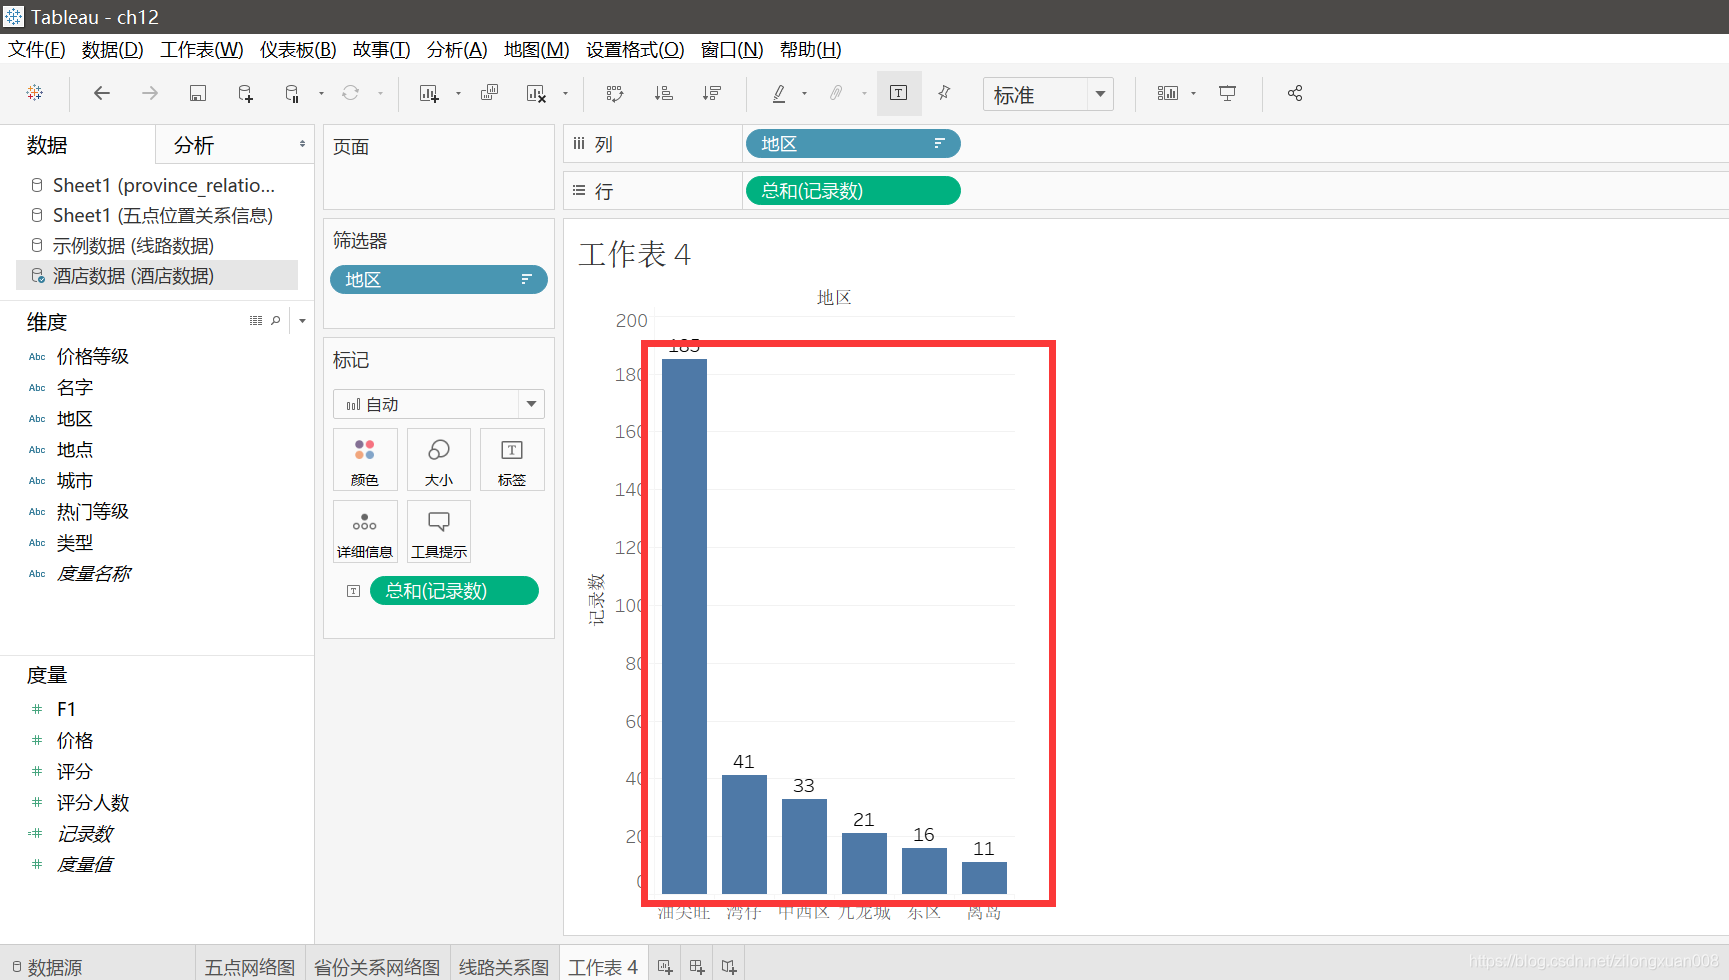 Tableau - ch12
文件(F) 数据(D) 工作表(W) 仪表板(B) 故事(T) 分析(A) 地图(M) 设置格式(O) 窗口(N) 帮助(H)
标准
数据 分析
Sheet1 (province_relatio...
Sheet1 (五点位置关系信息)
示例数据 (线路数据)
酒店数据 (酒店数据)
维度
Abc 价格等级
Abc 名字
Abc 地区
Abc 地点
Abc 城市
Abc 热门等级
Abc 类型
Abc 度量名称
度量
F1
价格
评分
评分人数
记录数
度量值
页面
筛选器
地区
标记
自动
颜色 大小 标签
详细信息 工具提示
总和(记录数)
列 地区
行 总和(记录数)
工作表 4
地区
记录数
200
180
160
140
120
100
80
60
40
20
0
185
41
33
21
16
11
油尖旺 湾仔 中西区 九龙城 东区 离岛
数据源 五点网络图 省份关系网络图 线路关系图 工作表 4
https://blog.csdn.net/zilongxuan008